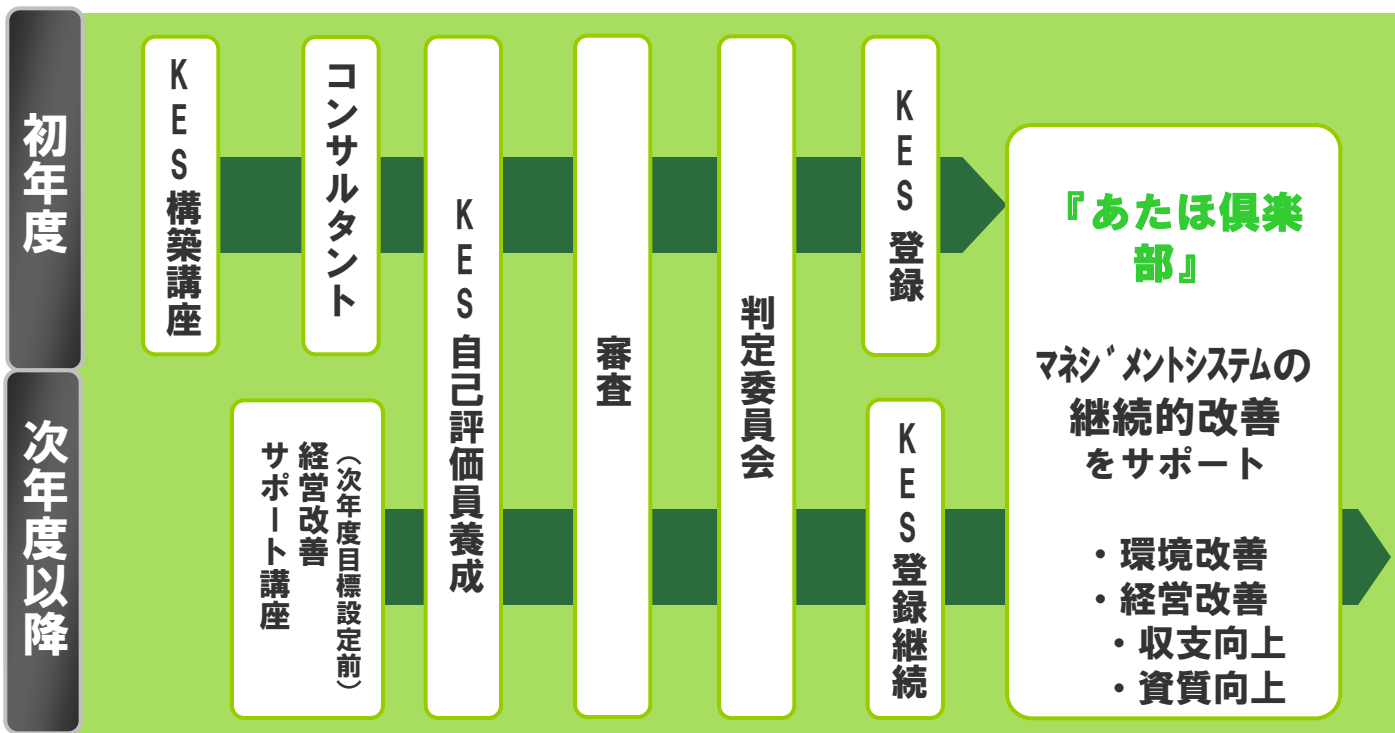 初年度
KES構築講座
コンサルタント
KES自己評価員養成
審査
判定委員会
KES登録
『あたほ倶楽
部』
マネジメントシステムの
継続的改善
をサポート
・環境改善
・経営改善
・収支向上
・資質向上
次年度以降
（次年度目標設定前）
経営改善
サポート講座
KES登録継続